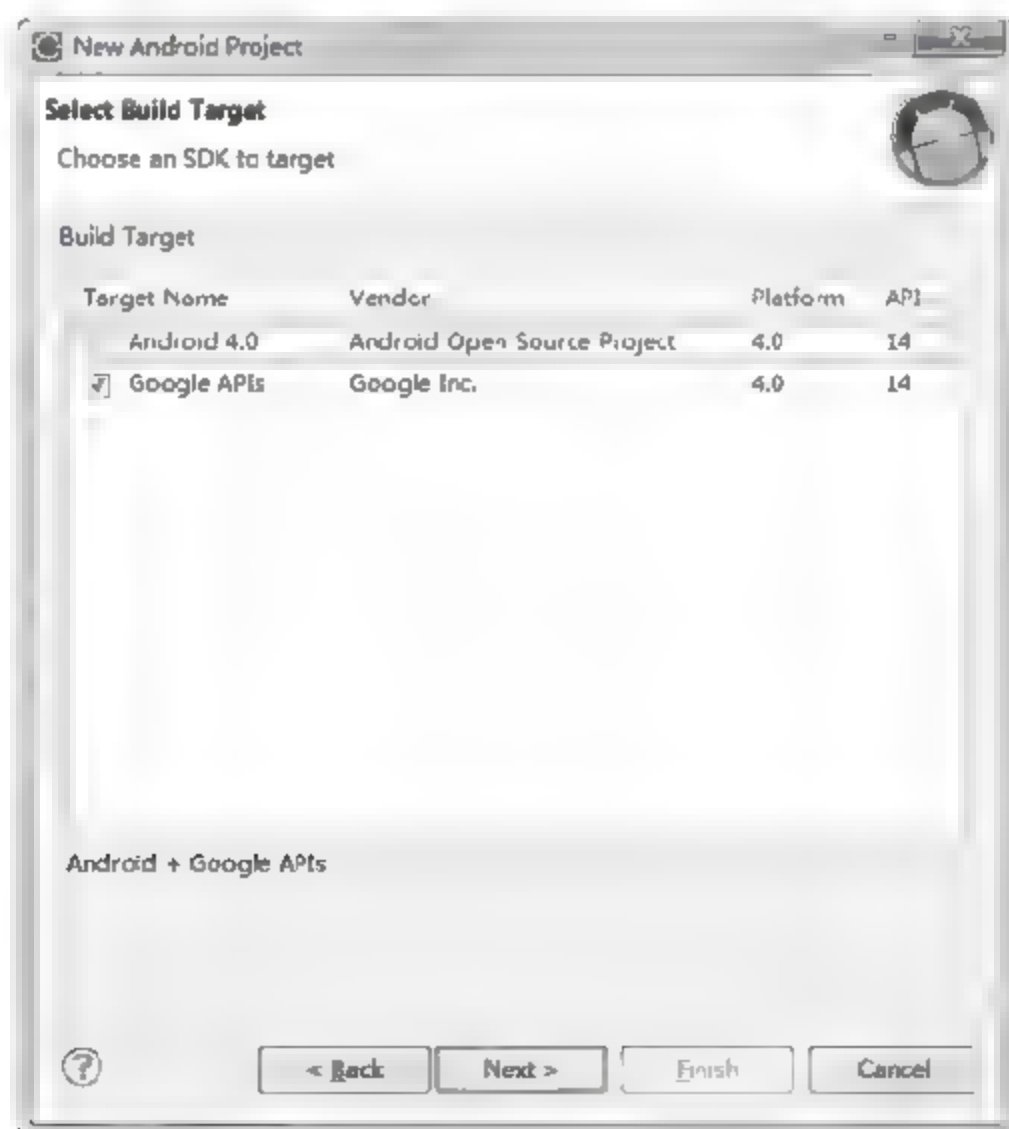 New Android Project
Select Build Target
Choose an SDK to target
Build Target
Target Name Vendor Platform API
Android 4.0 Android Open Source Project 4.0 14
Google APIs Google Inc. 4.0 14
Android + Google APIs
? < Back Next > Finish Cancel